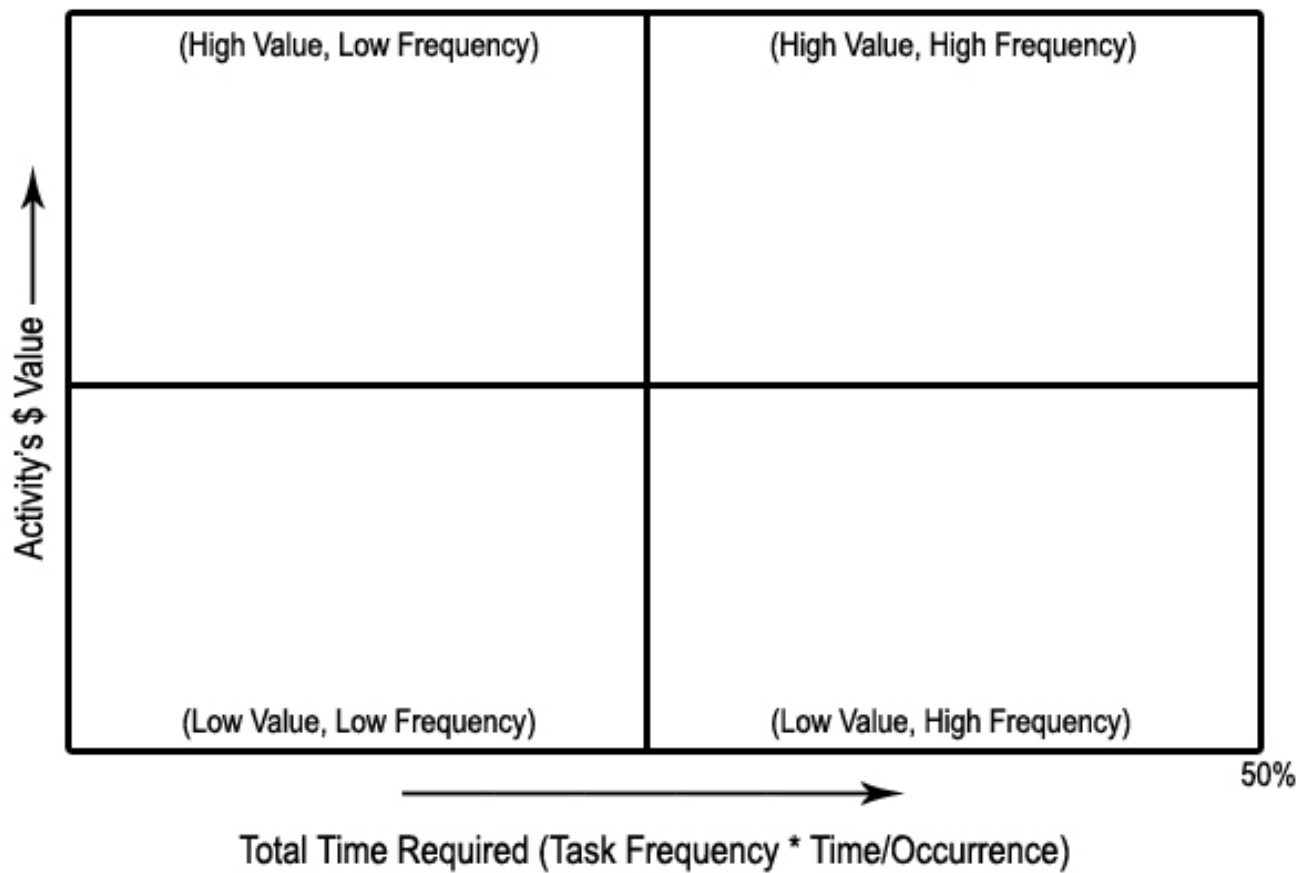 (High Value, Low Frequency)
(High Value, High Frequency)
Activity's $ Value
(Low Value, Low Frequency)
(Low Value, High Frequency)
50%
Total Time Required (Task Frequency * Time/Occurrence)